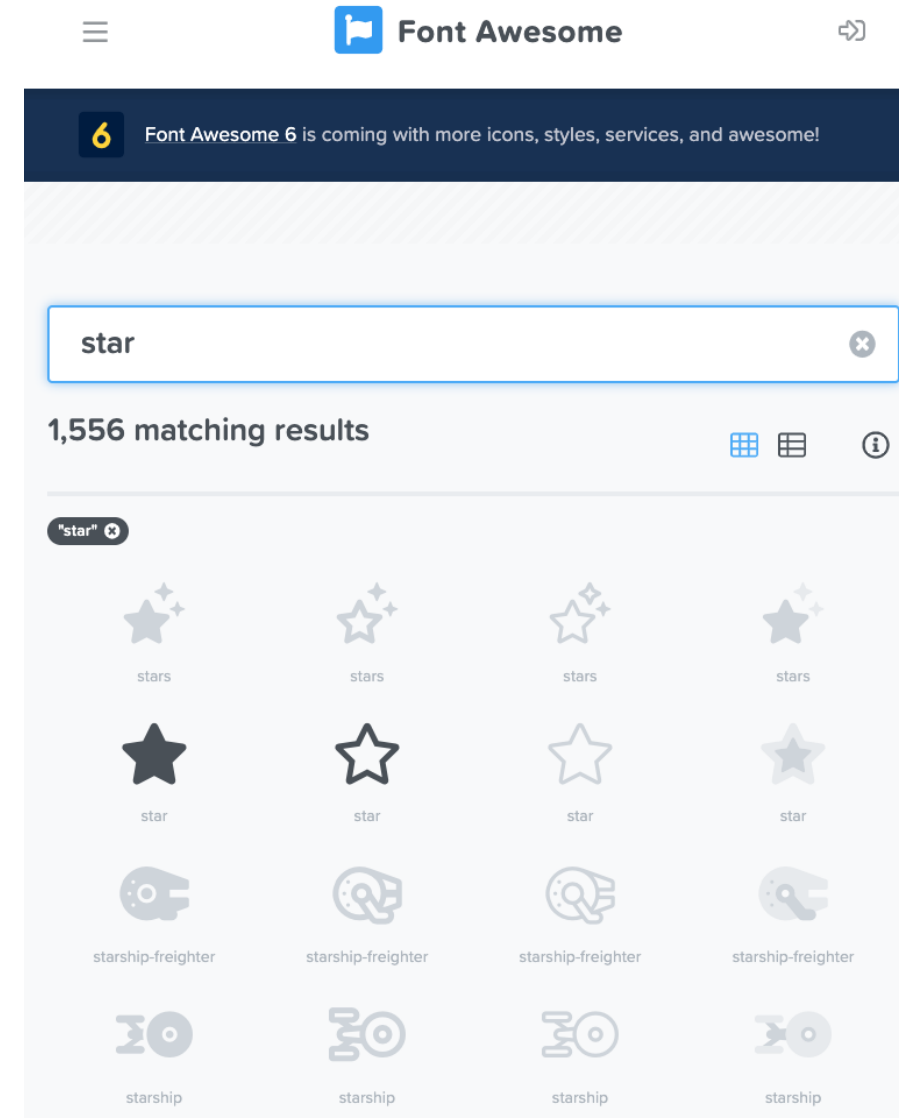 Font Awesome
6 Font Awesome 6 is coming with more icons, styles, services, and awesome!
star
1,556 matching results
"star"
stars stars stars stars
star star star star
starship-freighter starship-freighter starship-freighter starship-freighter
starship starship starship starship